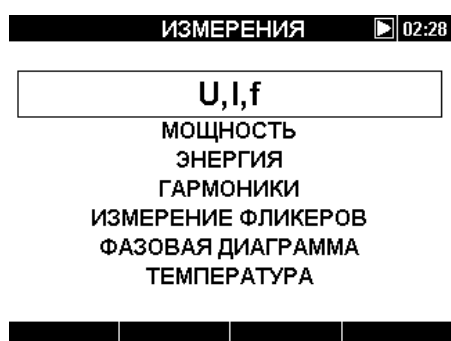 ИЗМЕРЕНИЯ 02:28
U,I,f
МОЩНОСТЬ
ЭНЕРГИЯ
ГАРМОНИКИ
ИЗМЕРЕНИЕ ФЛИКЕРОВ
ФАЗОВАЯ ДИАГРАММА
ТЕМПЕРАТУРА